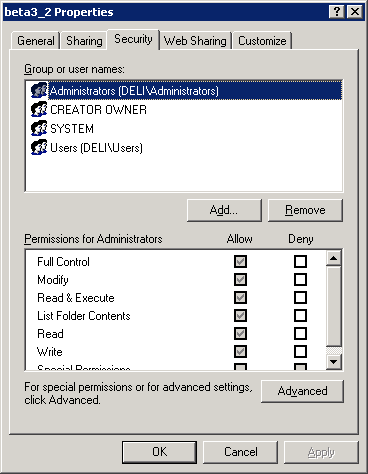 beta3_2 Properties
General Sharing Security Web Sharing Customize
Group or user names:
Administrators (DELI\Administrators)
CREATOR OWNER
SYSTEM
Users (DELI\Users)
Add... Remove
Permissions for Administrators Allow Deny
Full Control
Modify
Read & Execute
List Folder Contents
Read
Write
Special Permissions
For special permissions or for advanced settings,
click Advanced.
Advanced
OK Cancel Apply